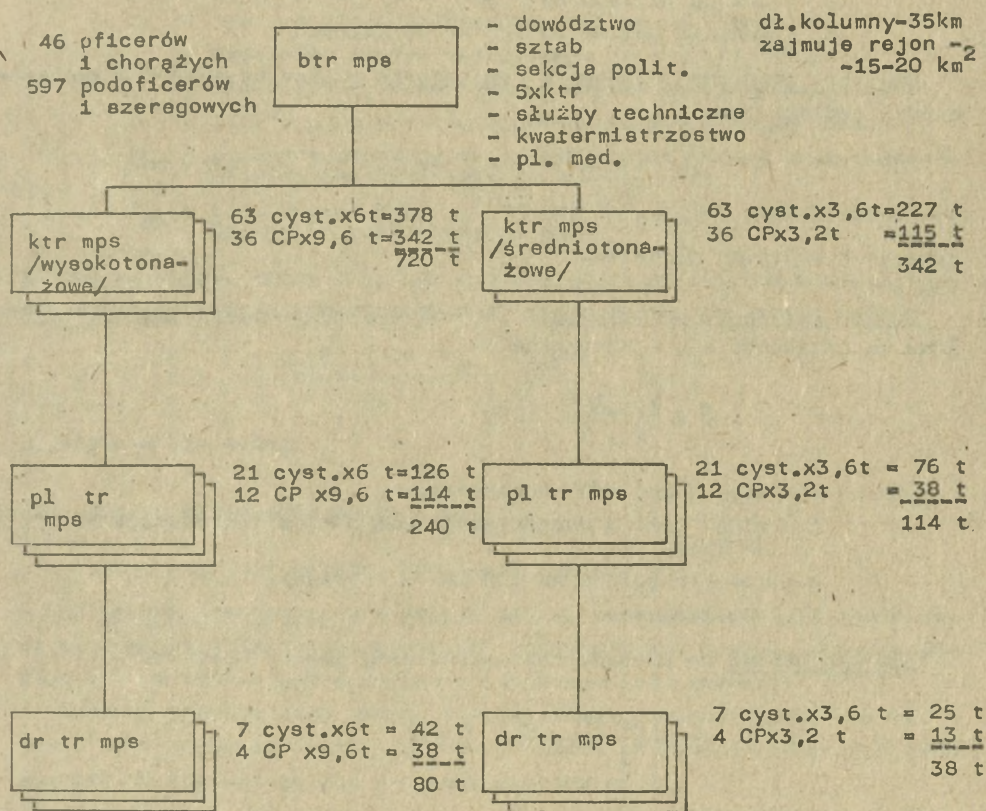 46 oficerów
i chorążych
597 podoficerów
i szeregowych
btr mps
- dowództwo
- sztab
- sekcja polit.
- 5xktr
- służby techniczne
- kwatermistrzostwo
- pl. med.
dł.kolumny-35km
zajmuje rejon -
~15-20 km2
ktr mps
/wysokotona-
żowe/
63 cyst.x6t=378 t
36 CPx9,6 t=342 t
720 t
ktr mps
/średniotona-
żowe/
63 cyst.x3,6t=227 t
36 CPx3,2t =115 t
342 t
pl tr
mps
21 cyst.x6 t=126 t
12 CP x9,6 t=114 t
240 t
pl tr mps
21 cyst.x3,6t = 76 t
12 CPx3,2t = 38 t
114 t
dr tr mps
7 cyst.x6t = 42 t
4 CP x9,6t = 38 t
80 t
dr tr mps
7 cyst.x3,6 t = 25 t
4 CPx3,2 t = 13 t
38 t